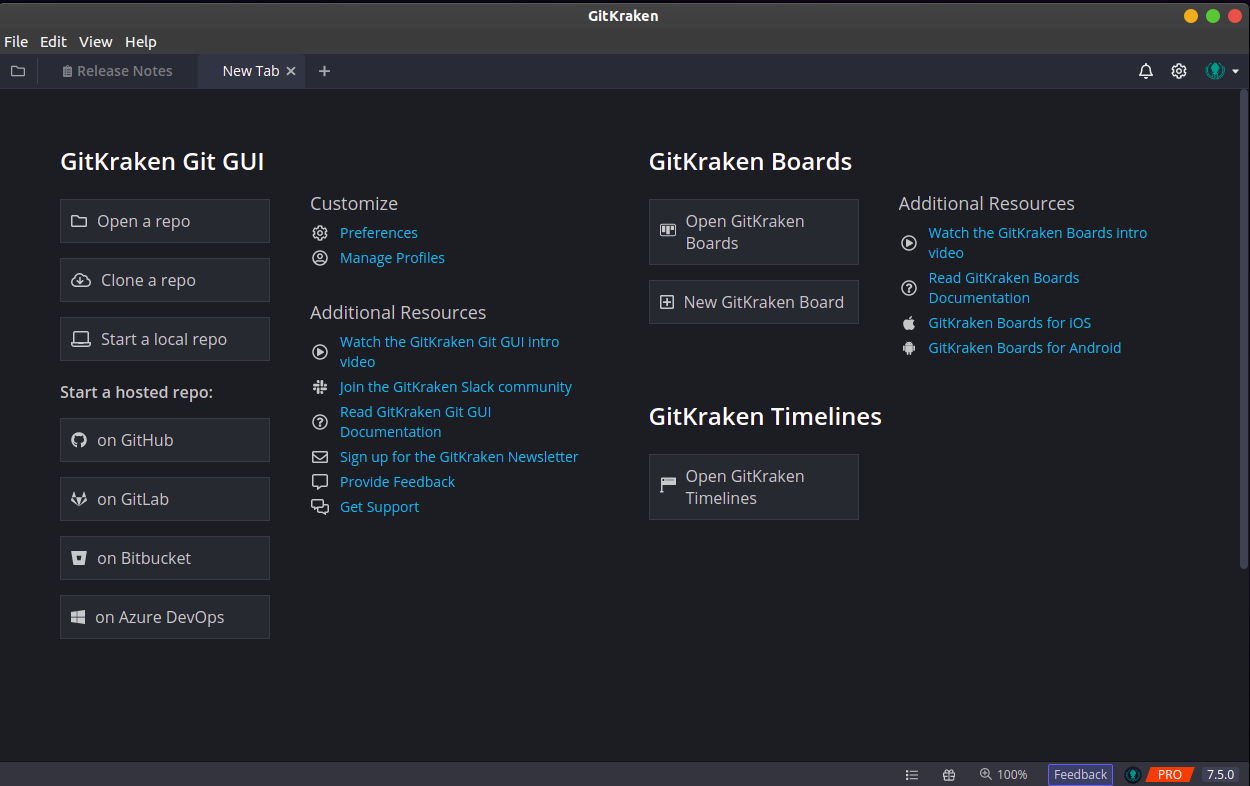 GitKraken
File Edit View Help
Release Notes
New Tab
GitKraken Git GUI
Open a repo
Clone a repo
Start a local repo
Start a hosted repo:
on GitHub
on GitLab
on Bitbucket
on Azure DevOps
Customize
Preferences
Manage Profiles
Additional Resources
Watch the GitKraken Git GUI intro
video
Join the GitKraken Slack community
Read GitKraken Git GUI
Documentation
Sign up for the GitKraken Newsletter
Provide Feedback
Get Support
GitKraken Boards
Open GitKraken
Boards
New GitKraken Board
Additional Resources
Watch the GitKraken Boards intro
video
Read GitKraken Boards
Documentation
GitKraken Boards for iOS
GitKraken Boards for Android
GitKraken Timelines
Open GitKraken
Timelines
100% Feedback PRO 7.5.0